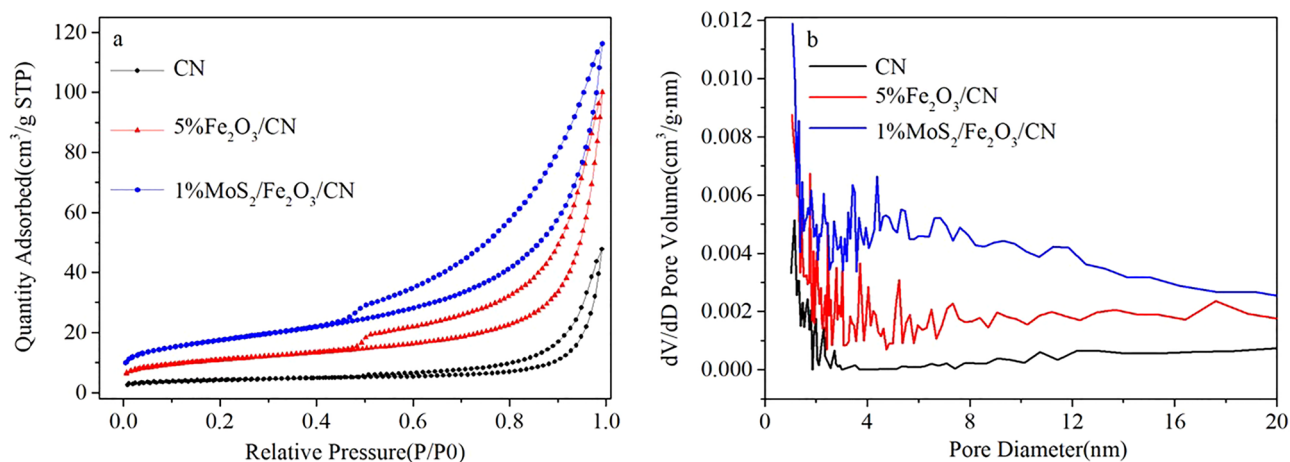 a
CN
5%Fe₂O₃/CN
1%MoS₂/Fe₂O₃/CN
Quantity Adsorbed(cm³/g STP)
120
100
80
60
40
20
0
0.0 0.2 0.4 0.6 0.8 1.0
Relative Pressure(P/P0)
b
CN
5%Fe₂O₃/CN
1%MoS₂/Fe₂O₃/CN
dV/dD Pore Volume(cm³/g·nm)
0.012
0.010
0.008
0.006
0.004
0.002
0.000
0 4 8 12 16 20
Pore Diameter(nm)